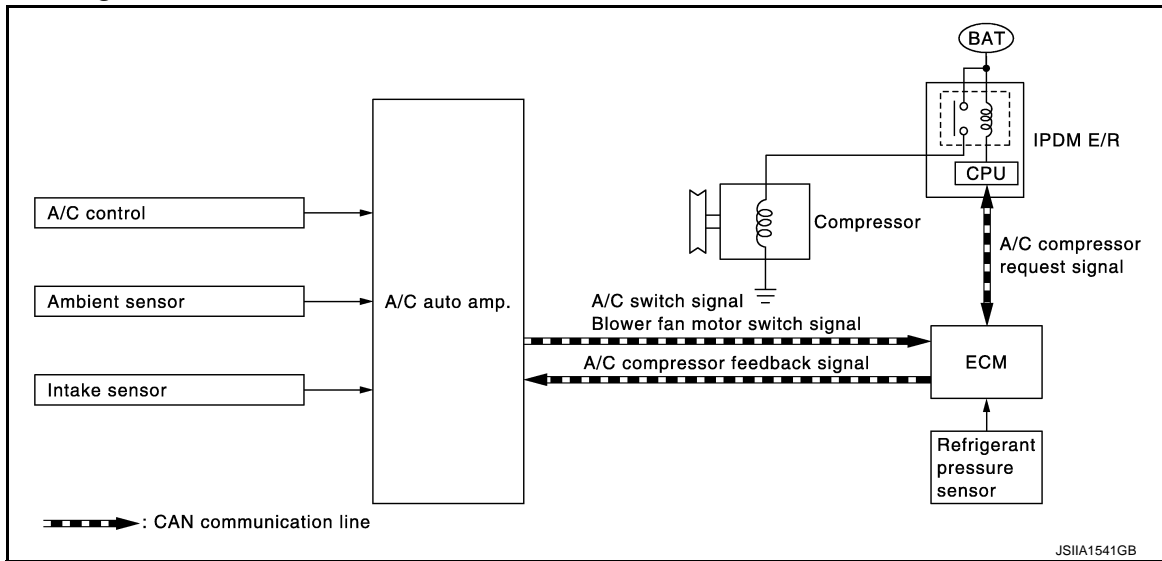 BAT
IPDM E/R
CPU
A/C control
A/C auto amp.
Compressor
A/C compressor
request signal
Ambient sensor
A/C switch signal
Blower fan motor switch signal
A/C compressor feedback signal
ECM
Intake sensor
Refrigerant
pressure
sensor
: CAN communication line
JSIIA1541GB